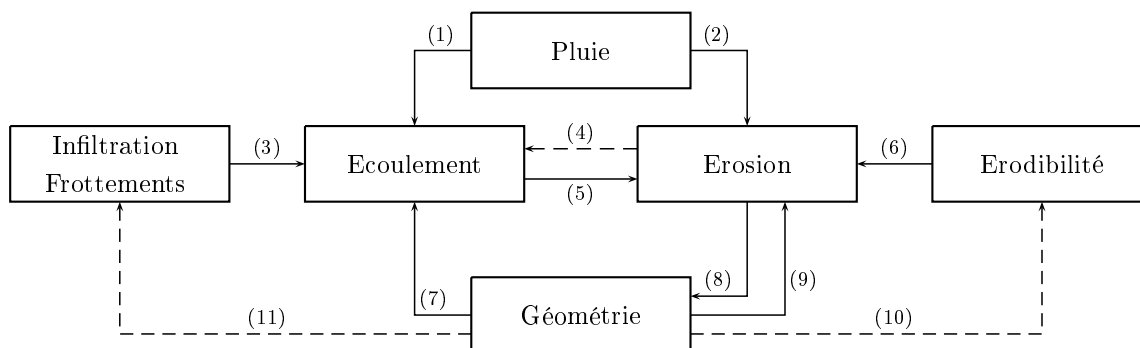 (1)
Pluie
(2)
Infiltration
Frottements
(3)
Ecoulement
(4)
(5)
Erosion
(6)
Erodibilité
(7)
(8)
(9)
Géométrie
(11)
(10)